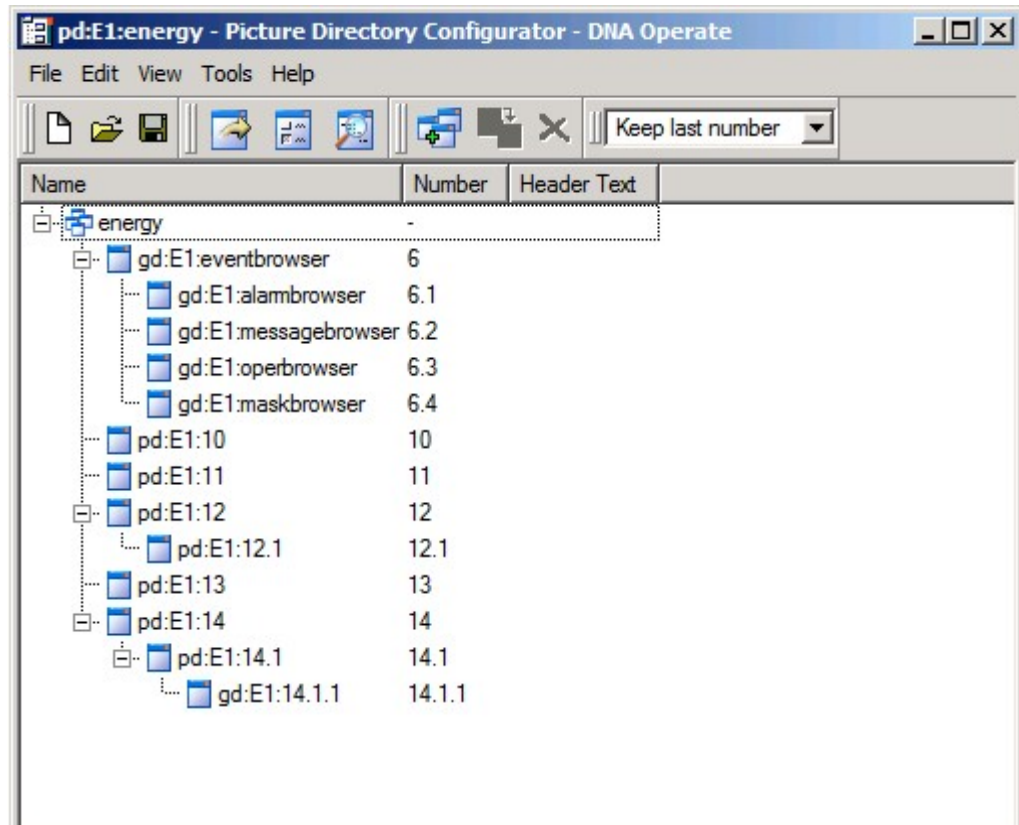 pd:E1:energy - Picture Directory Configurator - DNA Operate
File Edit View Tools Help
Keep last number
Name Number Header Text
energy -
gd:E1:eventbrowser 6
gd:E1:alarmbrowser 6.1
gd:E1:messagebrowser 6.2
gd:E1:operbrowser 6.3
gd:E1:maskbrowser 6.4
pd:E1:10 10
pd:E1:11 11
pd:E1:12 12
pd:E1:12.1 12.1
pd:E1:13 13
pd:E1:14 14
pd:E1:14.1 14.1
gd:E1:14.1.1 14.1.1